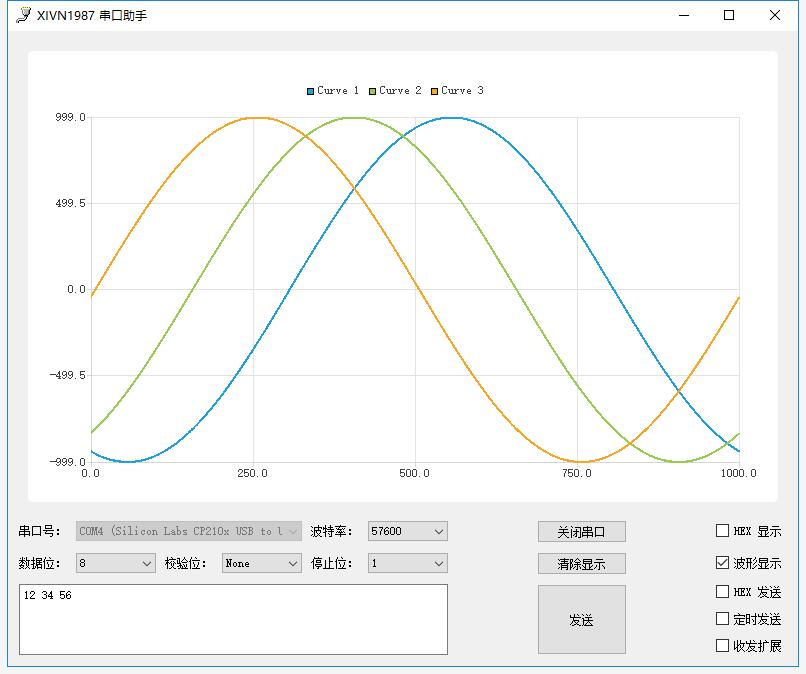 XIVN1987 串口助手
Curve 1 Curve 2 Curve 3
999.0
499.5
0.0
-499.5
-999.0
0.0 250.0 500.0 750.0 1000.0
串口号： COM4 (Silicon Labs CP210x USB to U 波特率： 57600 关闭串口 HEX 显示
数据位： 8 校验位： None 停止位： 1 清除显示 波形显示
12 34 56 HEX 发送
发送 定时发送
收发扩展